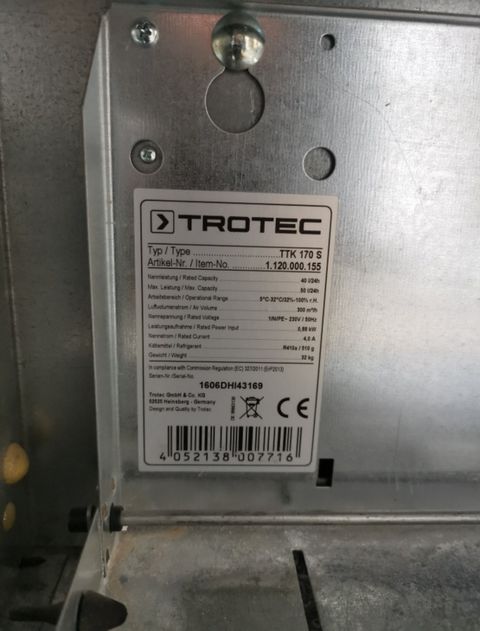 TROTEC
Typ / Type ........................ TTK 170 S
Artikel-Nr. / Item-No. .......... 1.120.000.155
Nennleistung / Rated Capacity 40 l/24h
Max. Leistung / Max. Capacity 50 l/24h
Arbeitsbereich / Operational Range 5°C-32°C/32%-100% r.H.
Luftvolumenstrom / Air Volume 300 m³/h
Nennspannung / Rated Voltage 1/N/PE~ 230V / 50Hz
Leistungsaufnahme / Rated Power Input 0,88 kW
Nennstrom / Rated Current 4,0 A
Kältemittel / Refrigerant R410a / 510 g
Gewicht / Weight 32 kg
In compliance with Commission Regulation (EC) 327/2011 (ErP2013)
Serien-Nr./Serial-No.
1606DHI43169
Trotec GmbH & Co. KG
52525 Heinsberg - Germany
Design and Quality by Trotec
CE
4 052138 007716